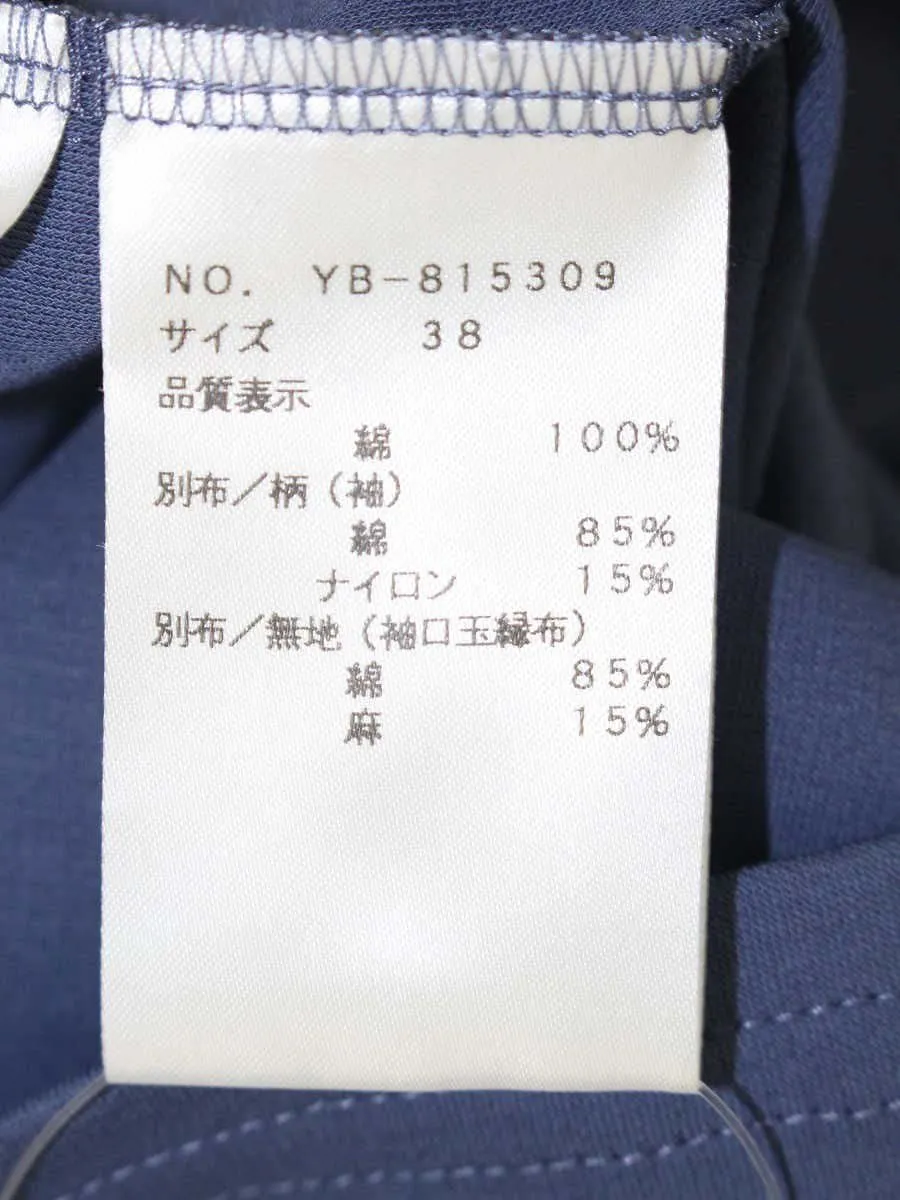 NO. YB-815309
サイズ 38
品質表示
綿 100%
別布/柄(袖)
綿 85%
ナイロン 15%
別布/無地(袖口玉縁布)
綿 85%
麻 15%